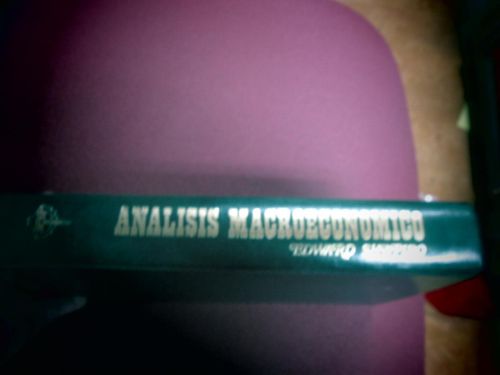 ANALISIS MACROECONOMICO
EDWARD SHAPIRO